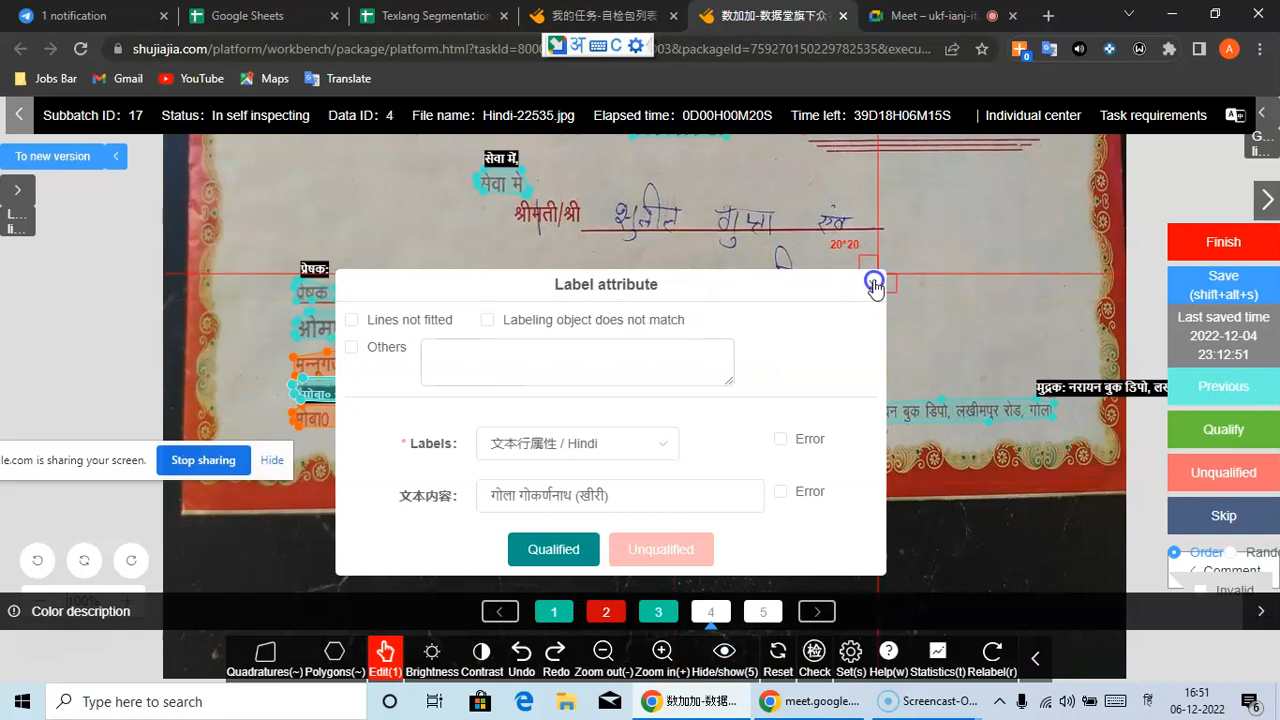 Google Sheets
Texlang Segmentation
我的任务-自检包列表
数加加-数据堂旗下众
Meet – ukf-ianj-i
shujiajia.com/platform/workbench/package/platform.html?taskId=8000
003&packageId=759270150229782535&execu
अ C
Jobs Bar Gmail YouTube Maps Translate
Subbatch ID：17 Status：In self inspecting Data ID：4 File name：Hindi-22535.jpg Elapsed time：0D00H00M20S Time left：39D18H06M15S Individual center Task requirements
To new version
सेवा में,
सेवा में
श्रीमती/श्री सुनील गुप्ता
20*20
प्रेषक:
प्रेषक
Label attribute
Lines not fitted Labeling object does not match
Others
* Labels: 文本行属性 / Hindi Error
文本内容: गोला गोकर्णनाथ (खीरी) Error
Qualified Unqualified
मुद्रक: नरायन बुक डिपो, लख
बुक डिपो, लखीमपुर रोड, गोला
le.com is sharing your screen. Stop sharing Hide
Finish
Save
(shift+alt+s)
Last saved time
2022-12-04
23:12:51
Previous
Qualify
Unqualified
Skip
Order Rand
Comment
Invalid
100%
Color description
1 2 3 4 5
Quadratures(~) Polygons(~) Edit(1) Brightness Contrast Undo Redo Zoom out(-) Zoom in(+) Hide/show(5) Reset Check Set(s) Help(w) Statistics(t) Relabel(r)
Type here to search
数加加-数据... meet.google... Screencast-O...
16:51
06-12-2022
6